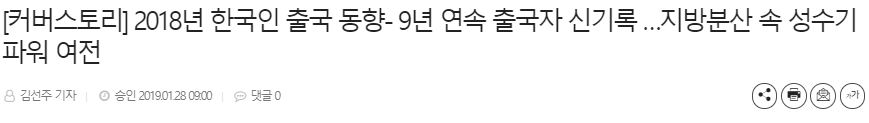 [커버스토리] 2018년 한국인 출국 동향- 9년 연속 출국자 신기록 …지방분산 속 성수기
파워 여전
김선주 기자 승인 2019.01.28 09:00 댓글 0
가가